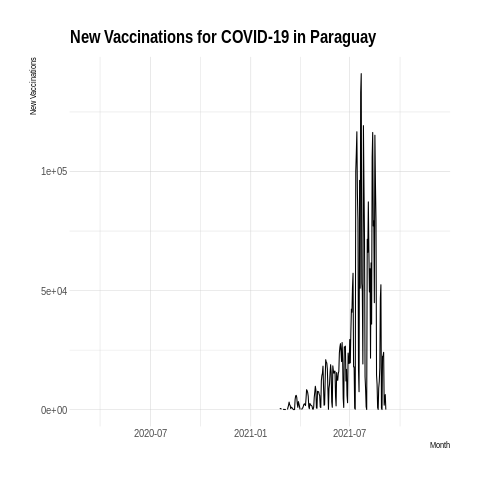 New Vaccinations for COVID-19 in Paraguay
New Vaccinations
1e+05
5e+04
0e+00
2020-07
2021-01
2021-07
Month